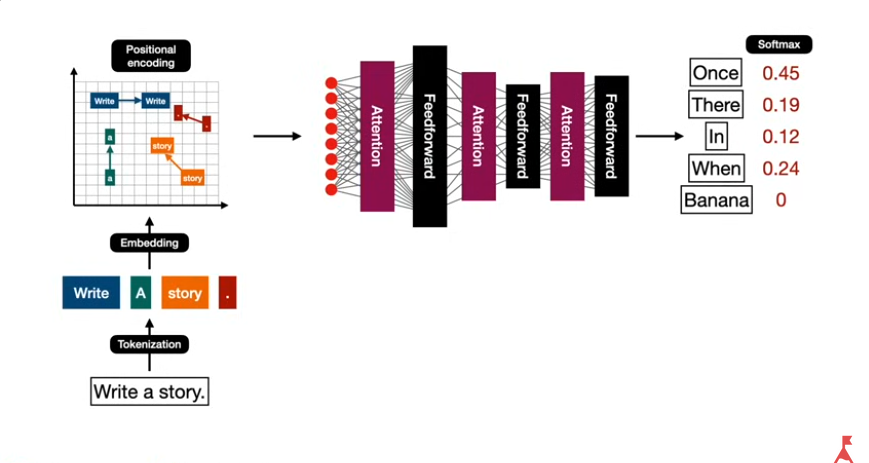 Positional
encoding
Write
Write
.
.
a
story
a
story
Embedding
Write
A
story
.
Tokenization
Write a story.
Attention
Feedforward
Attention
Feedforward
Attention
Feedforward
Softmax
Once 0.45
There 0.19
In 0.12
When 0.24
Banana 0